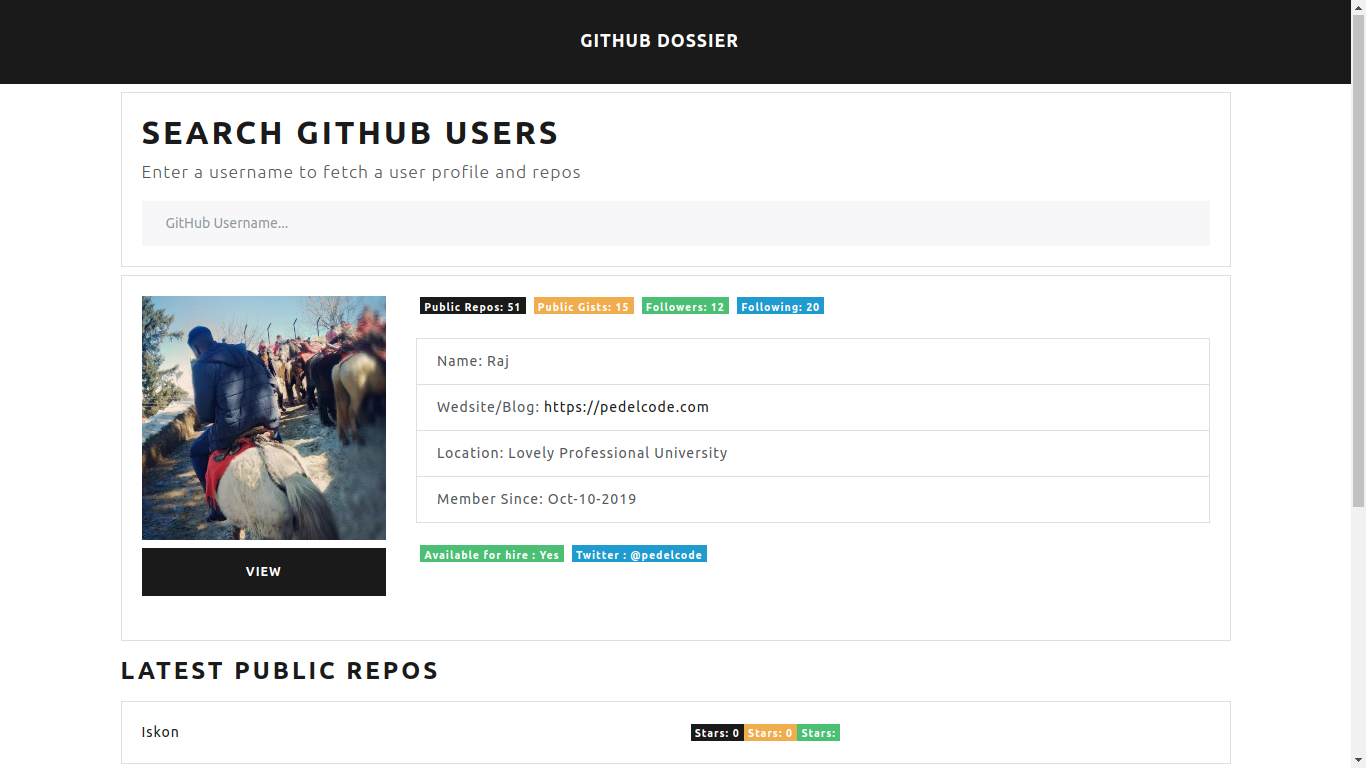 GITHUB DOSSIER
SEARCH GITHUB USERS
Enter a username to fetch a user profile and repos
GitHub Username...
Public Repos: 51 Public Gists: 15 Followers: 12 Following: 20
Name: Raj
Wedsite/Blog: https://pedelcode.com
Location: Lovely Professional University
Member Since: Oct-10-2019
Available for hire : Yes Twitter : @pedelcode
VIEW
LATEST PUBLIC REPOS
Iskon Stars: 0 Stars: 0 Stars: